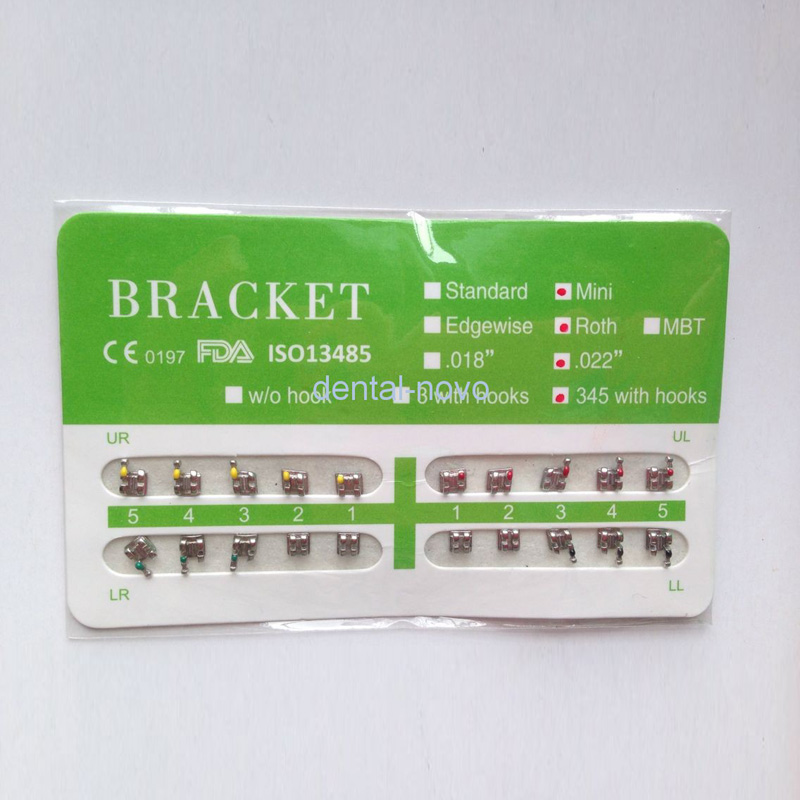 BRACKET
Standard Mini
Edgewise Roth MBT
.018” .022”
CE 0197 FDA ISO13485
dental-novo
w/o hook 3 with hooks 345 with hooks
UR UL
5 4 3 2 1 1 2 3 4 5
LR LL